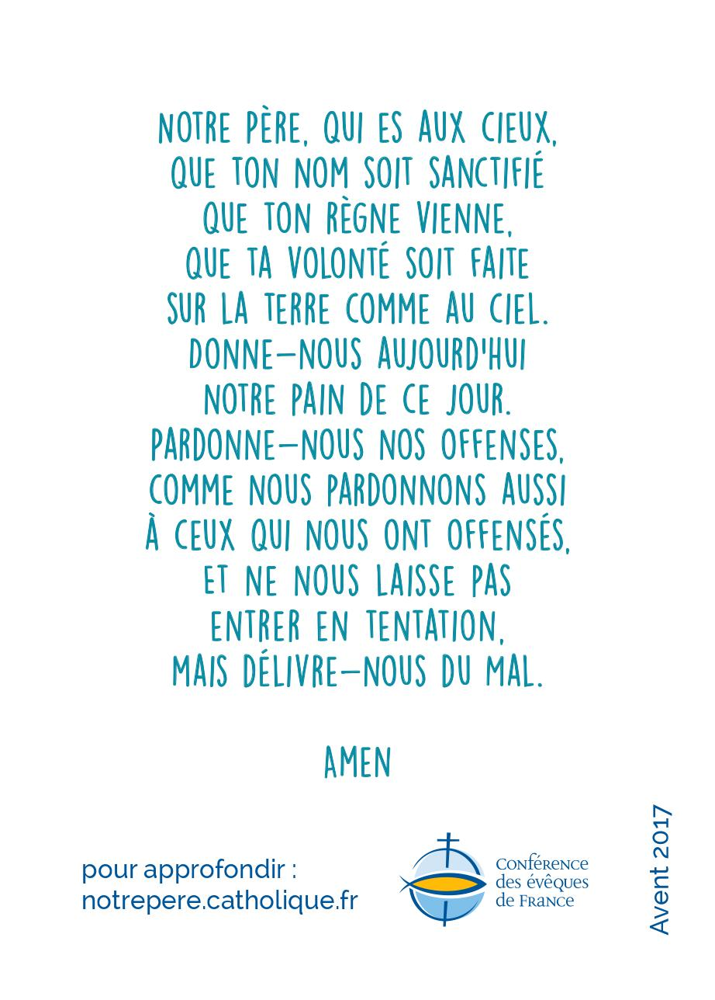 NOTRE PÈRE, QUI ES AUX CIEUX,
QUE TON NOM SOIT SANCTIFIÉ
QUE TON RÈGNE VIENNE,
QUE TA VOLONTÉ SOIT FAITE
SUR LA TERRE COMME AU CIEL.
DONNE-NOUS AUJOURD'HUI
NOTRE PAIN DE CE JOUR.
PARDONNE-NOUS NOS OFFENSES,
COMME NOUS PARDONNONS AUSSI
À CEUX QUI NOUS ONT OFFENSÉS,
ET NE NOUS LAISSE PAS
ENTRER EN TENTATION,
MAIS DÉLIVRE-NOUS DU MAL.
AMEN
pour approfondir :
notrepere.catholique.fr
Conférence
des évêques
de France
Avent 2017